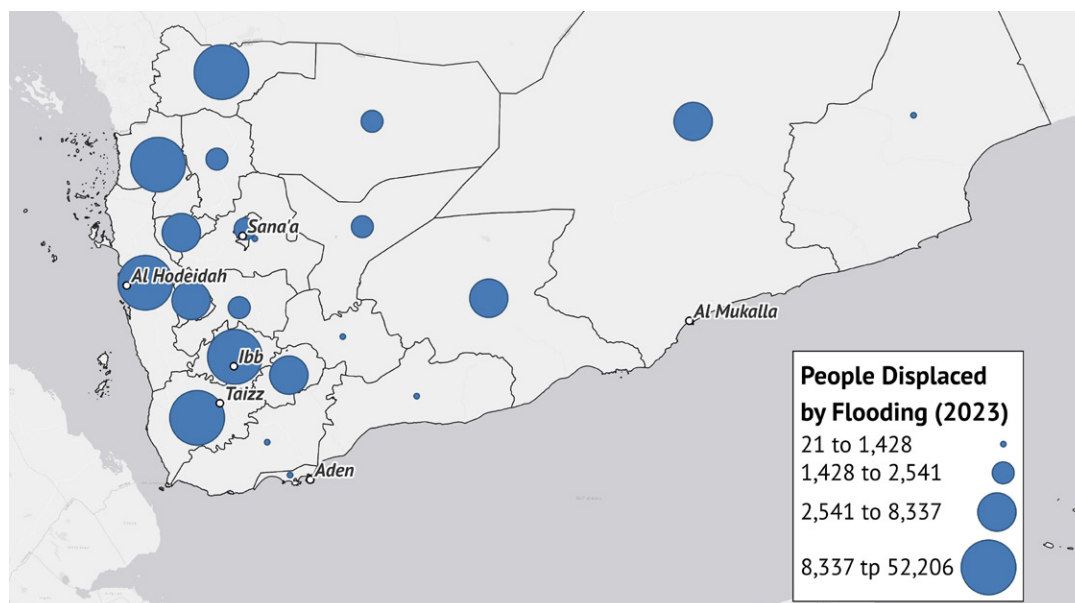 Sana'a
Al Hodeidah
Al Mukalla
Ibb
Taizz
Aden
People Displaced
by Flooding (2023)
21 to 1,428
1,428 to 2,541
2,541 to 8,337
8,337 tp 52,206